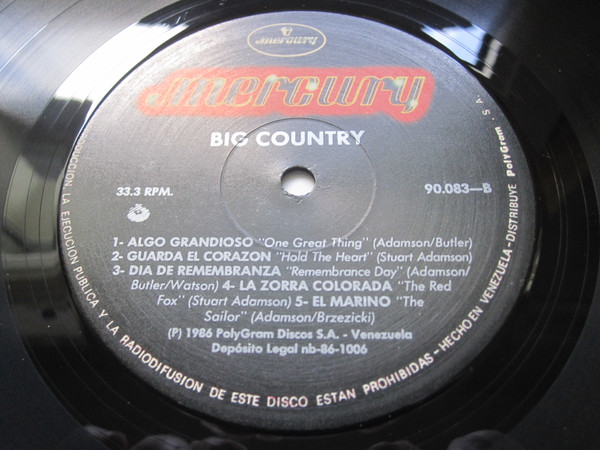 mercury
mercury
BIG COUNTRY
33.3 RPM.
90.083—B
1- ALGO GRANDIOSO "One Great Thing" (Adamson/Butler)
2- GUARDA EL CORAZON "Hold The Heart" (Stuart Adamson)
3- DIA DE REMEMBRANZA "Remembrance Day" (Adamson/
Butler/Watson) 4- LA ZORRA COLORADA "The Red
Fox" (Stuart Adamson) 5- EL MARINO "The
Sailor" (Adamson/Brzezicki)
(P) 1986 PolyGram Discos S.A. - Venezuela
Depósito Legal nb-86-1006
LA EJECUCION PUBLICA Y LA RADIODIFUSION DE ESTE DISCO ESTAN PROHIBIDAS-HECHO EN VENEZUELA-DISTRIBUYE PolyGram S.A.